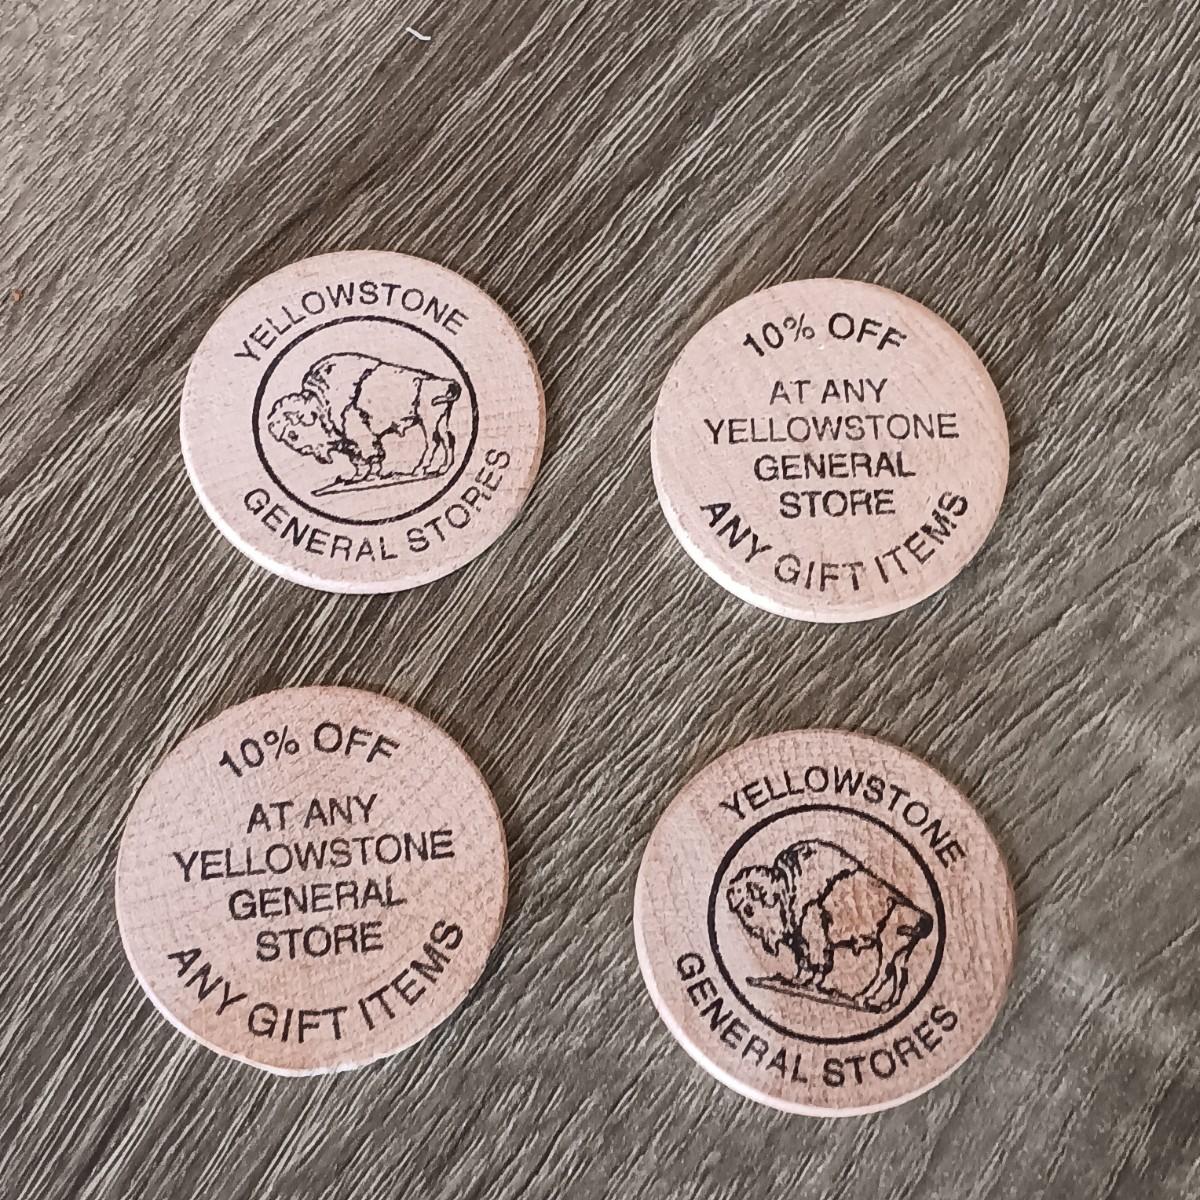 YELLOWSTONE
GENERAL STORES
10% OFF
AT ANY
YELLOWSTONE
GENERAL
STORE
ANY GIFT ITEMS
10% OFF
AT ANY
YELLOWSTONE
GENERAL
STORE
ANY GIFT ITEMS
YELLOWSTONE
GENERAL STORES